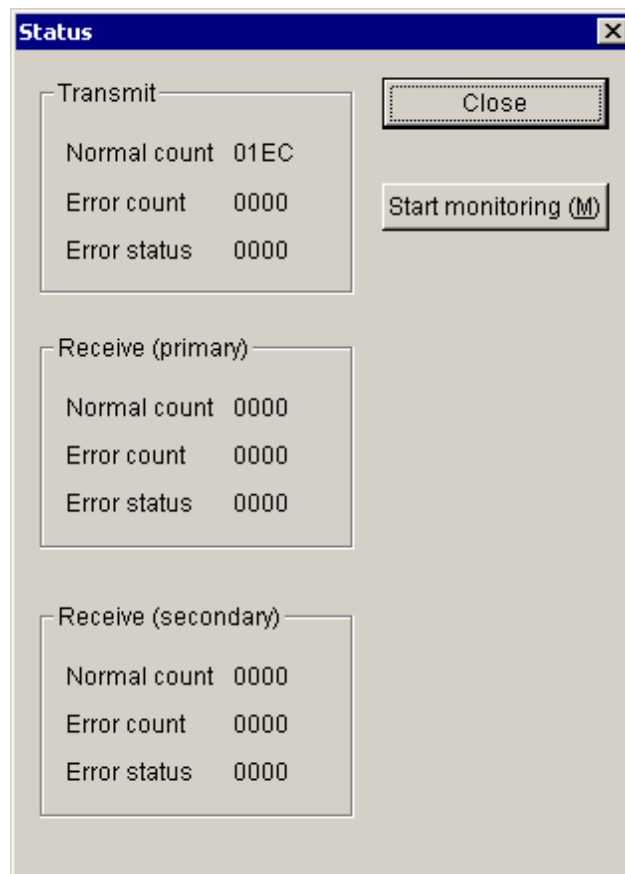 Status
Transmit
Normal count 01EC
Error count 0000
Error status 0000
Close
Start monitoring (M)
Receive (primary)
Normal count 0000
Error count 0000
Error status 0000
Receive (secondary)
Normal count 0000
Error count 0000
Error status 0000